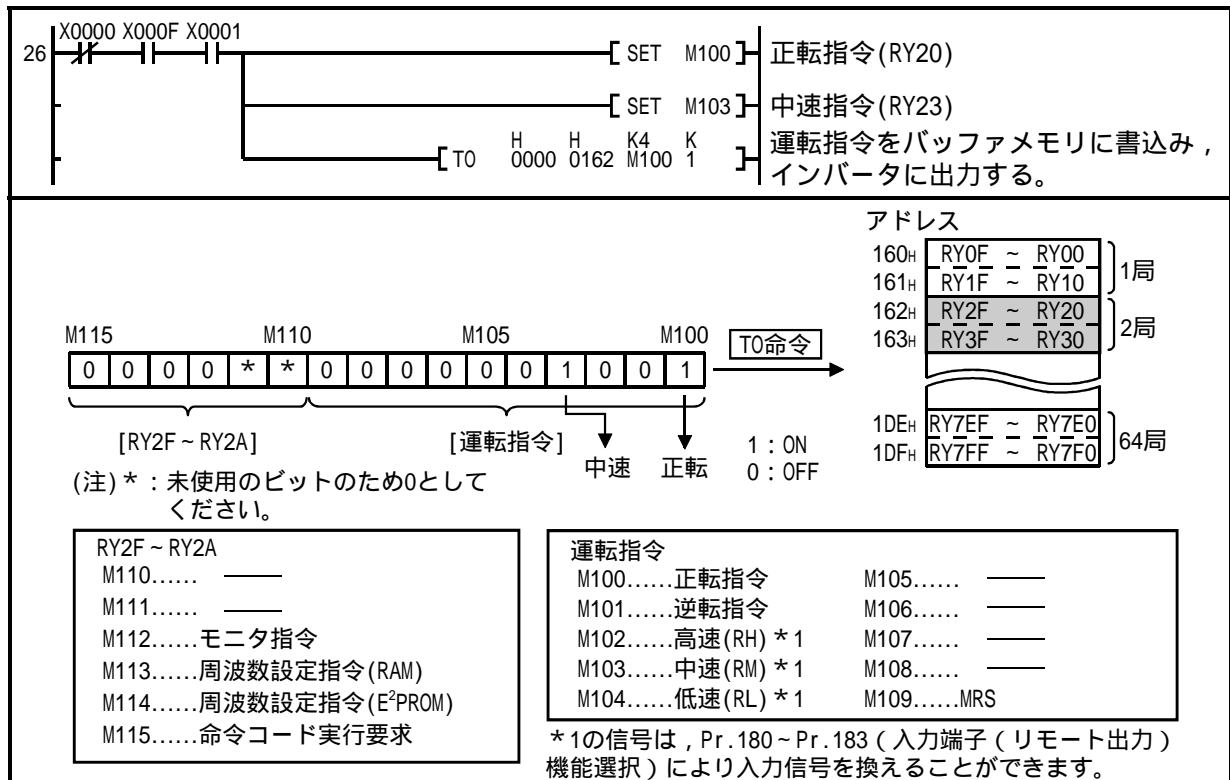 X0000 X000F X0001
26 SET M100 正転指令(RY20)
SET M103 中速指令(RY23)
TO H0000 H0162 K4M100 K1 運転指令をバッファメモリに書込み，
インバータに出力する。
アドレス
160H RY0F ~ RY00
161H RY1F ~ RY10
1局
162H RY2F ~ RY20
163H RY3F ~ RY30
2局
1DEH RY7EF ~ RY7E0
1DFH RY7FF ~ RY7F0
64局
M115 M110 M105 M100
TO命令
0 0 0 0 * * 0 0 0 0 0 0 1 0 0 1
[RY2F~RY2A] [運転指令]
中速 正転
1：ON
0：OFF
(注)＊：未使用のビットのため0として
ください。
RY2F~RY2A
M110...... ――
M111...... ――
M112......モニタ指令
M113......周波数設定指令(RAM)
M114......周波数設定指令(E²PROM)
M115......命令コード実行要求
運転指令
M100......正転指令 M105...... ――
M101......逆転指令 M106...... ――
M102......高速(RH)＊1 M107...... ――
M103......中速(RM)＊1 M108...... ――
M104......低速(RL)＊1 M109......MRS
＊1の信号は，Pr.180~Pr.183（入力端子（リモート出力）
機能選択）により入力信号を換えることができます。